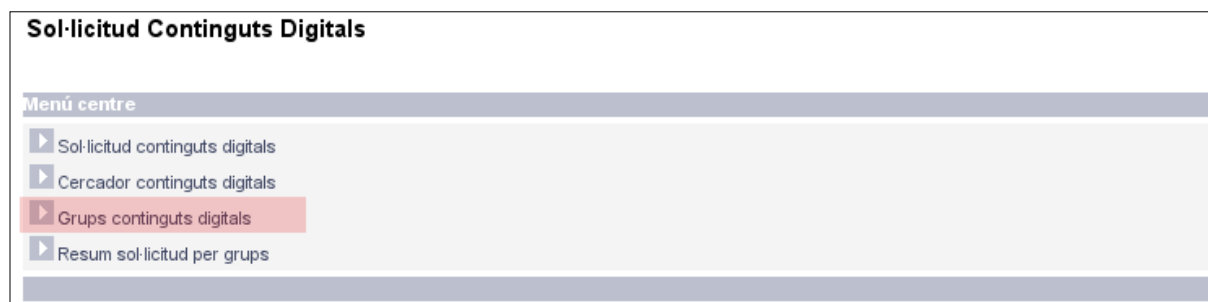 Sol·licitud Continguts Digitals
Menú centre
Sol·licitud continguts digitals
Cercador continguts digitals
Grups continguts digitals
Resum sol·licitud per grups